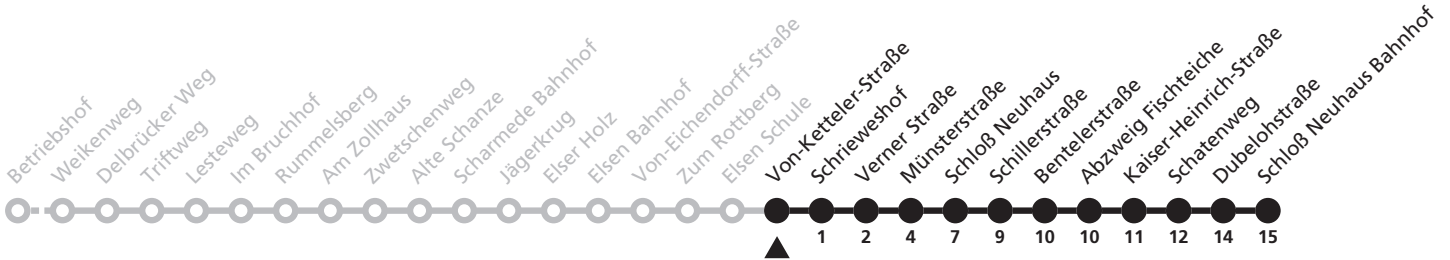 Betriebshof
Weikenweg
Delbrücker Weg
Triftweg
Lesteweg
Im Bruchhof
Rummelsberg
Am Zollhaus
Zwetschenweg
Alte Schanze
Scharmede Bahnhof
Jägerkrug
Elser Holz
Elsen Bahnhof
Von-Eichendorff-Straße
Zum Rottberg
Elsen Schule
Von-Ketteler-Straße
Schrieweshof
Verner Straße
Münsterstraße
Schloß Neuhaus
Schillerstraße
Bentelerstraße
Abzweig Fischteiche
Kaiser-Heinrich-Straße
Schatenweg
Dubelohstraße
Schloß Neuhaus Bahnhof
1 2 4 7 9 10 10 11 12 14 15